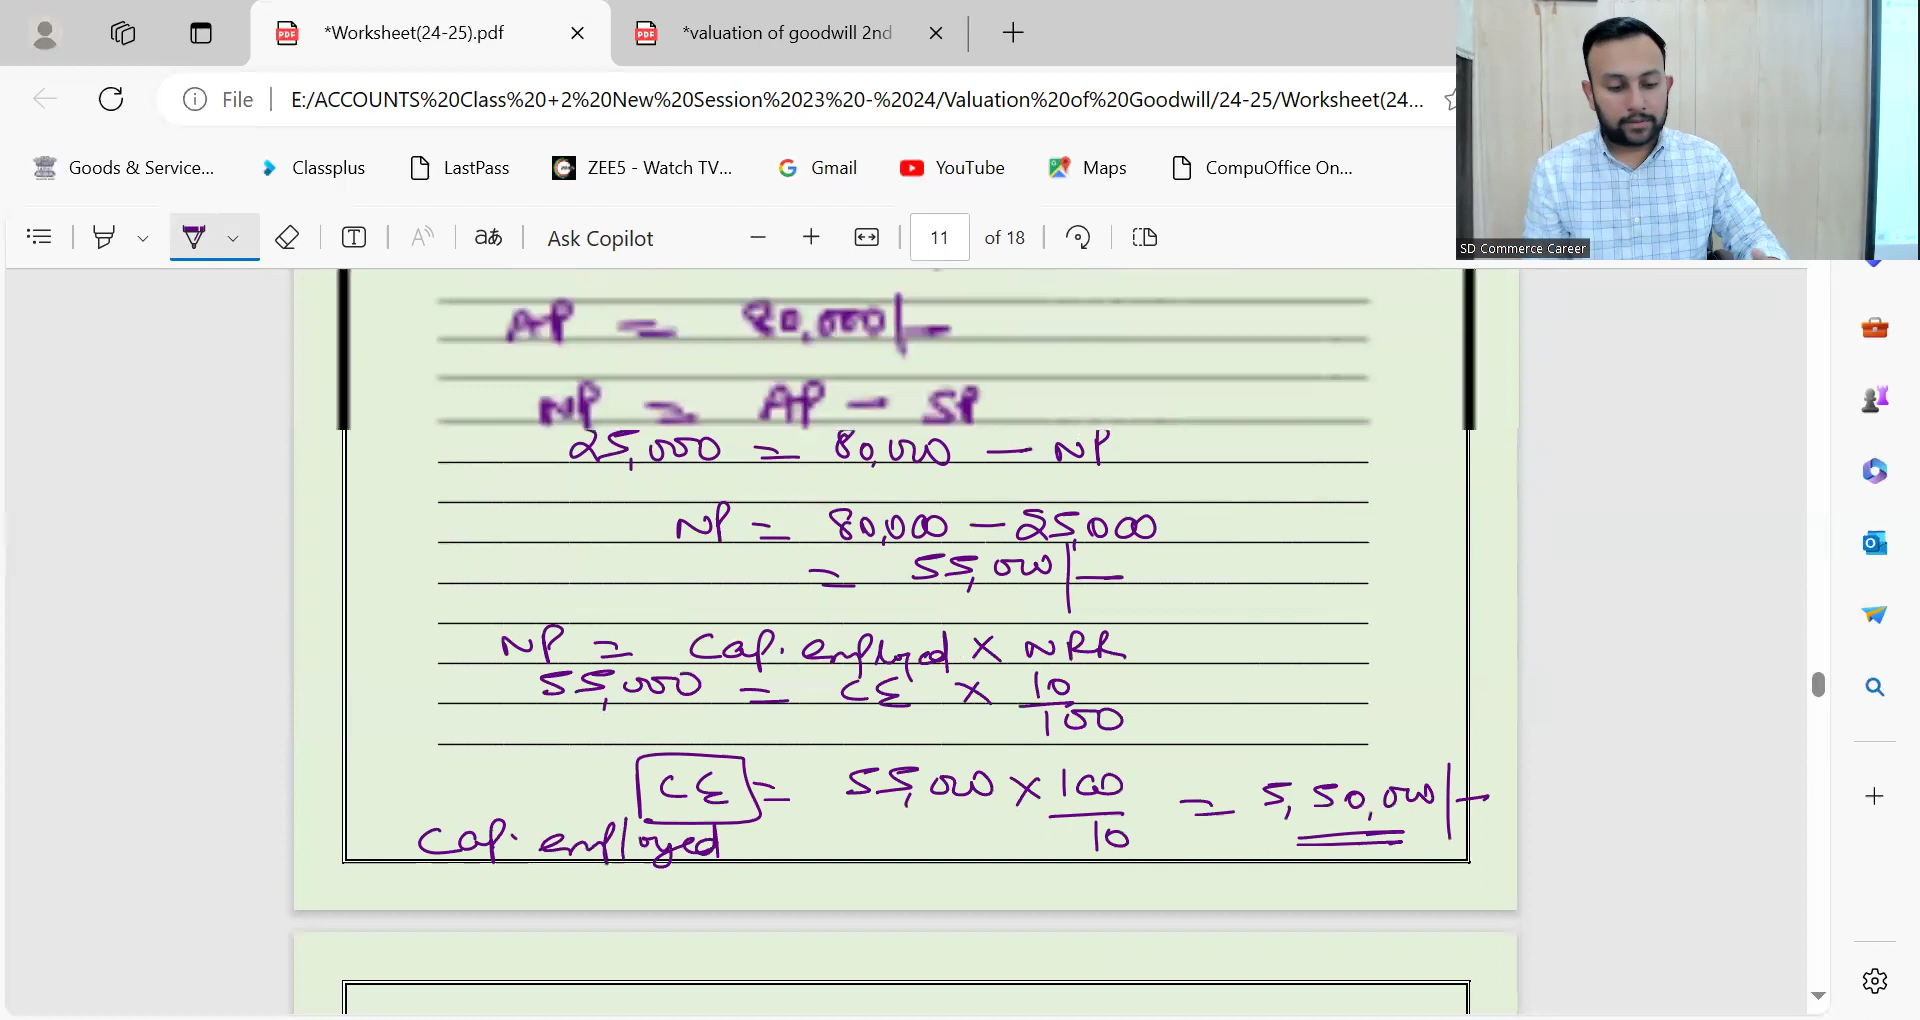 *Worksheet(24-25).pdf
*valuation of goodwill 2nd
File
E:/ACCOUNTS%20Class%20+2%20New%20Session%202023%20-%2024/Valuation%20of%20Goodwill/24-25/Worksheet(24...
Goods & Service... Classplus LastPass ZEE5 - Watch TV... Gmail YouTube Maps CompuOffice On...
Ask Copilot 11 of 18
SD Commerce Career
AP = 80,000/-
NP = AP - SP
25,000 = 80,000 - NP
NP = 80,000 - 25,000
= 55,000/-
NP = Cap. employed × NRR
55,000 = CE × 10/100
CE = 55,000 × 100/10 = 5,50,000/-
Cap. employed